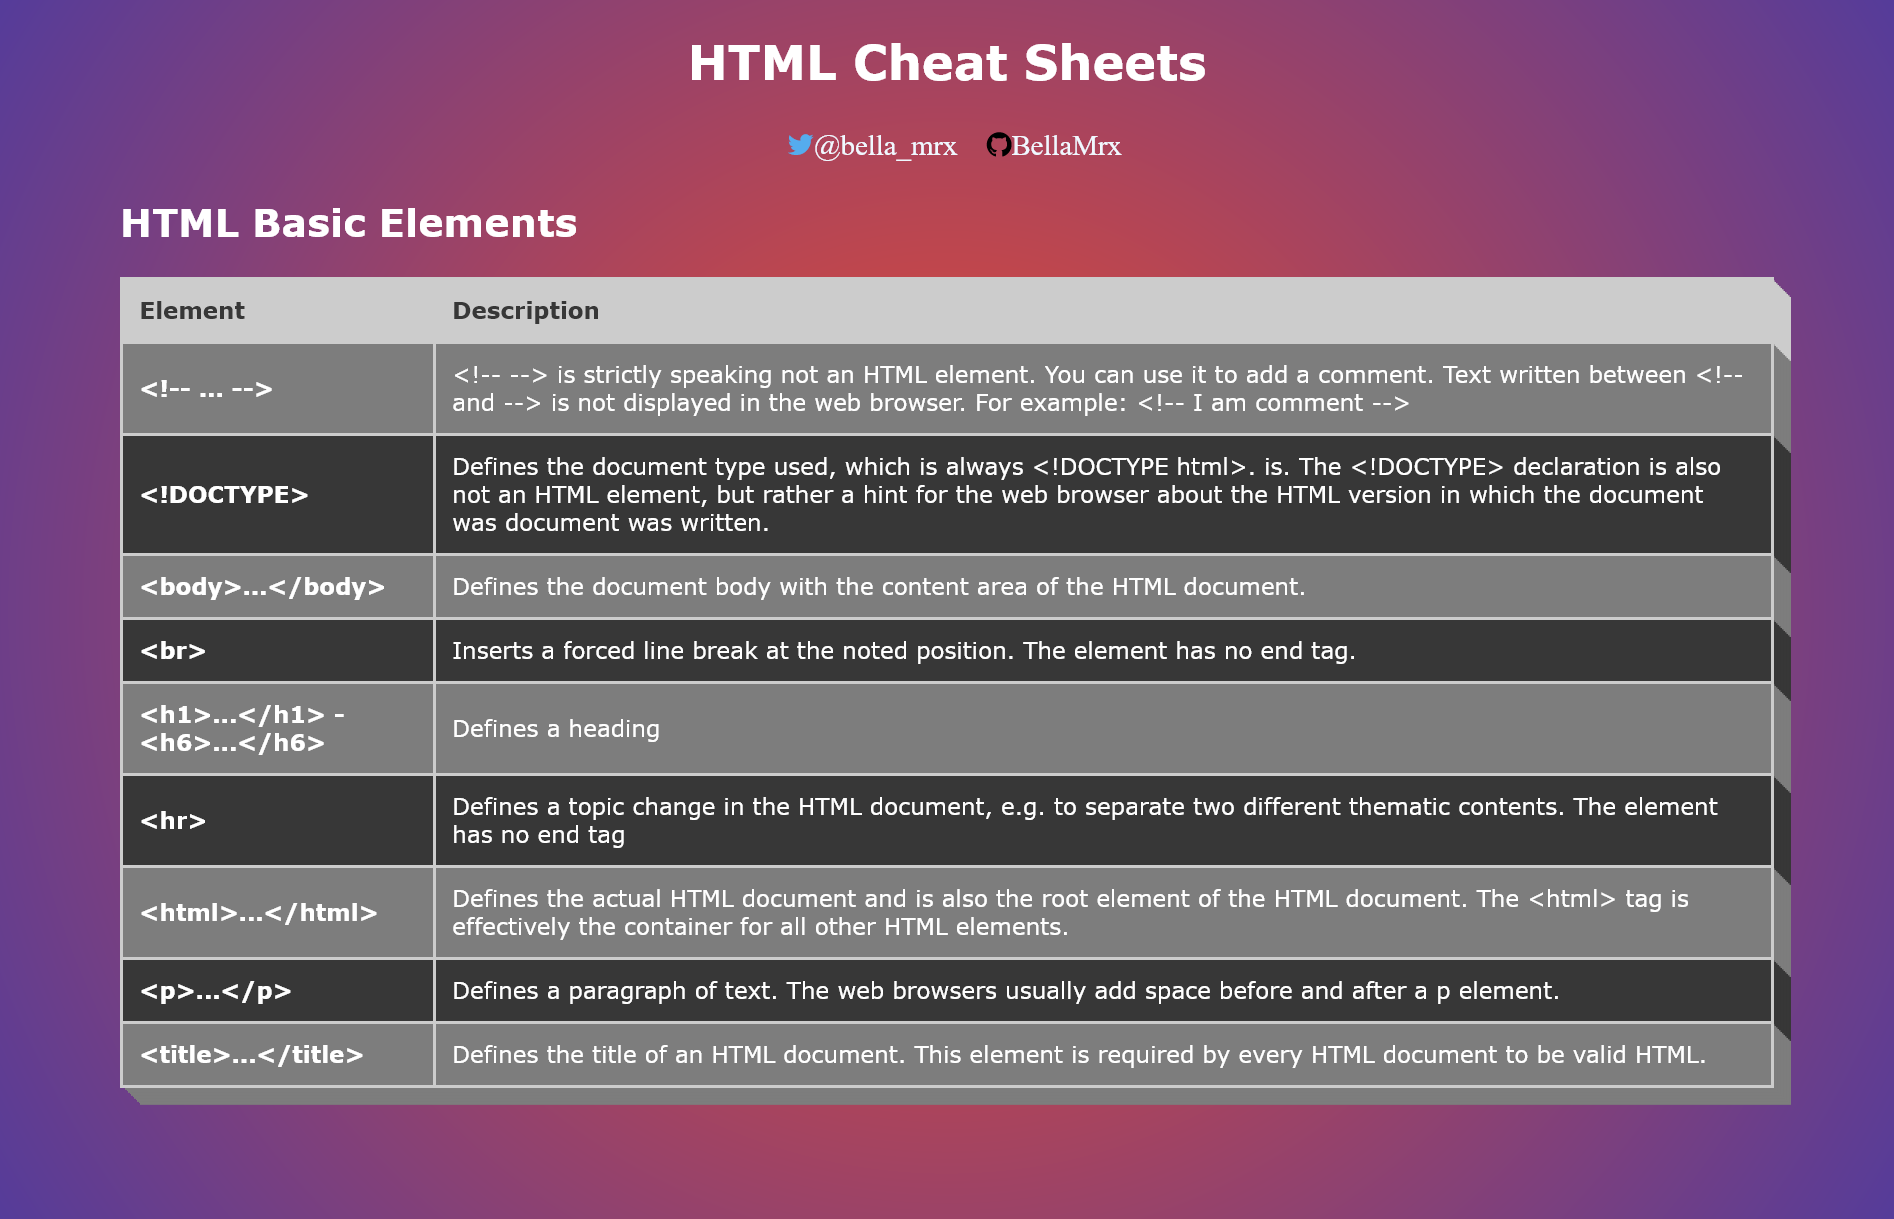 HTML Cheat Sheets
@bella_mrx BellaMrx
HTML Basic Elements
Element Description
<!-- ... --> <!-- --> is strictly speaking not an HTML element. You can use it to add a comment. Text written between <!--
and --> is not displayed in the web browser. For example: <!-- I am comment -->
<!DOCTYPE> Defines the document type used, which is always <!DOCTYPE html>. is. The <!DOCTYPE> declaration is also
not an HTML element, but rather a hint for the web browser about the HTML version in which the document
was document was written.
<body>...</body> Defines the document body with the content area of the HTML document.
<br> Inserts a forced line break at the noted position. The element has no end tag.
<h1>...</h1> -
<h6>...</h6>
Defines a heading
<hr> Defines a topic change in the HTML document, e.g. to separate two different thematic contents. The element
has no end tag
<html>...</html> Defines the actual HTML document and is also the root element of the HTML document. The <html> tag is
effectively the container for all other HTML elements.
<p>...</p> Defines a paragraph of text. The web browsers usually add space before and after a p element.
<title>...</title> Defines the title of an HTML document. This element is required by every HTML document to be valid HTML.